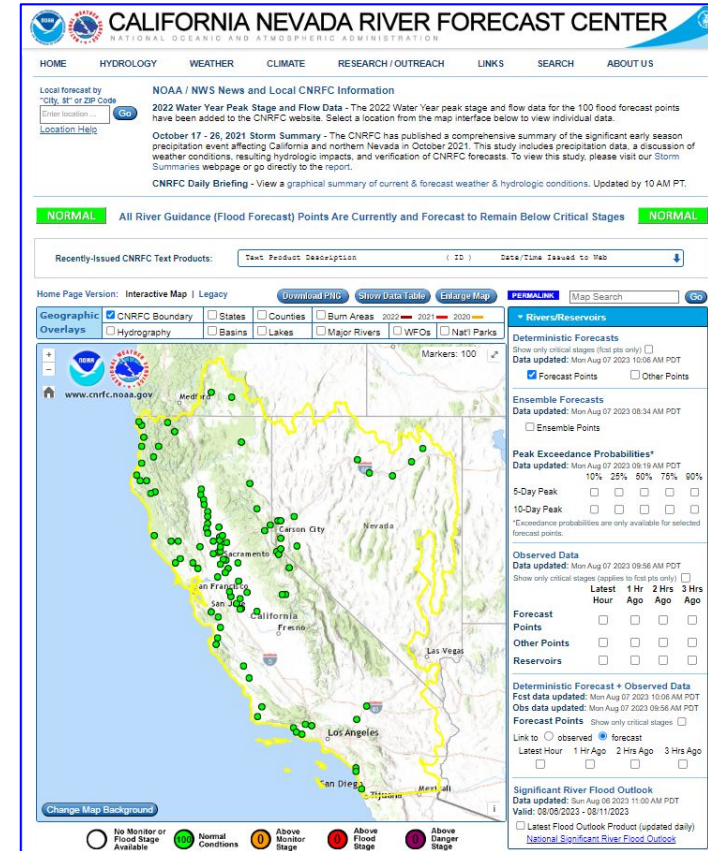 CALIFORNIA NEVADA RIVER FORECAST CENTER
NATIONAL OCEANIC AND ATMOSPHERIC ADMINISTRATION
HOME HYDROLOGY WEATHER CLIMATE RESEARCH / OUTREACH LINKS SEARCH ABOUT US
Local forecast by
"City, St" or ZIP Code
Enter location ... Go
Location Help
NOAA / NWS News and Local CNRFC Information
2022 Water Year Peak Stage and Flow Data - The 2022 Water Year peak stage and flow data for the 100 flood forecast points
have been added to the CNRFC website. Select a location from the map interface below to view individual data.
October 17 - 26, 2021 Storm Summary - The CNRFC has published a comprehensive summary of the significant early season
precipitation event affecting California and northern Nevada in October 2021. This study includes precipitation data, a discussion of
weather conditions, resulting hydrologic impacts, and verification of CNRFC forecasts. To view this study, please visit our Storm
Summaries webpage or go directly to the report.
CNRFC Daily Briefing - View a graphical summary of current & forecast weather & hydrologic conditions. Updated by 10 AM PT.
NORMAL All River Guidance (Flood Forecast) Points Are Currently and Forecast to Remain Below Critical Stages NORMAL
Recently-Issued CNRFC Text Products: Text Product Description ( ID ) Date/Time Issued to Web
Home Page Version: Interactive Map | Legacy Download PNG Show Data Table Enlarge Map
Geographic Overlays
CNRFC Boundary States Counties Burn Areas 2022 2021 2020
Hydrography Basins Lakes Major Rivers WFOs Nat'l Parks
+
−
NOAA
www.cnrfc.noaa.gov
Markers: 100
Medford
Carson City
Nevada
Sacramento
San Francisco
San Jose
California
Fresno
Las Vegas
Los Angeles
San Diego
Tijuana
Mexicali
Change Map Background
i
No Monitor or Flood Stage Available
100 Normal Conditions
0 Above Monitor Stage
0 Above Flood Stage
0 Above Danger Stage
PERMALINK Map Search Go
Rivers/Reservoirs
Deterministic Forecasts
Show only critical stages (fcst pts only)
Data updated: Mon Aug 07 2023 10:06 AM PDT
Forecast Points Other Points
Ensemble Forecasts
Data updated: Mon Aug 07 2023 08:34 AM PDT
Ensemble Points
Peak Exceedance Probabilities*
Data updated: Mon Aug 07 2023 09:19 AM PDT
10% 25% 50% 75% 90%
5-Day Peak
10-Day Peak
*Exceedance probabilities are only available for selected
forecast points.
Observed Data
Data updated: Mon Aug 07 2023 09:56 AM PDT
Show only critical stages (applies to fcst pts only)
Latest Hour 1 Hr Ago 2 Hrs Ago 3 Hrs Ago
Forecast Points
Other Points
Reservoirs
Deterministic Forecast + Observed Data
Fcst data updated: Mon Aug 07 2023 10:06 AM PDT
Obs data updated: Mon Aug 07 2023 09:56 AM PDT
Forecast Points Show only critical stages
Link to observed forecast
Latest Hour 1 Hr Ago 2 Hrs Ago 3 Hrs Ago
Significant River Flood Outlook
Data updated: Sun Aug 06 2023 11:00 AM PDT
Valid: 08/06/2023 - 08/11/2023
Latest Flood Outlook Product (updated daily)
National Significant River Flood Outlook